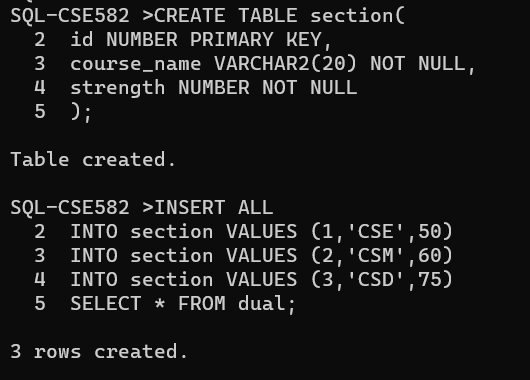 SQL-CSE582 >CREATE TABLE section(
2 id NUMBER PRIMARY KEY,
3 course_name VARCHAR2(20) NOT NULL,
4 strength NUMBER NOT NULL
5 );
Table created.
SQL-CSE582 >INSERT ALL
2 INTO section VALUES (1,'CSE',50)
3 INTO section VALUES (2,'CSM',60)
4 INTO section VALUES (3,'CSD',75)
5 SELECT * FROM dual;
3 rows created.